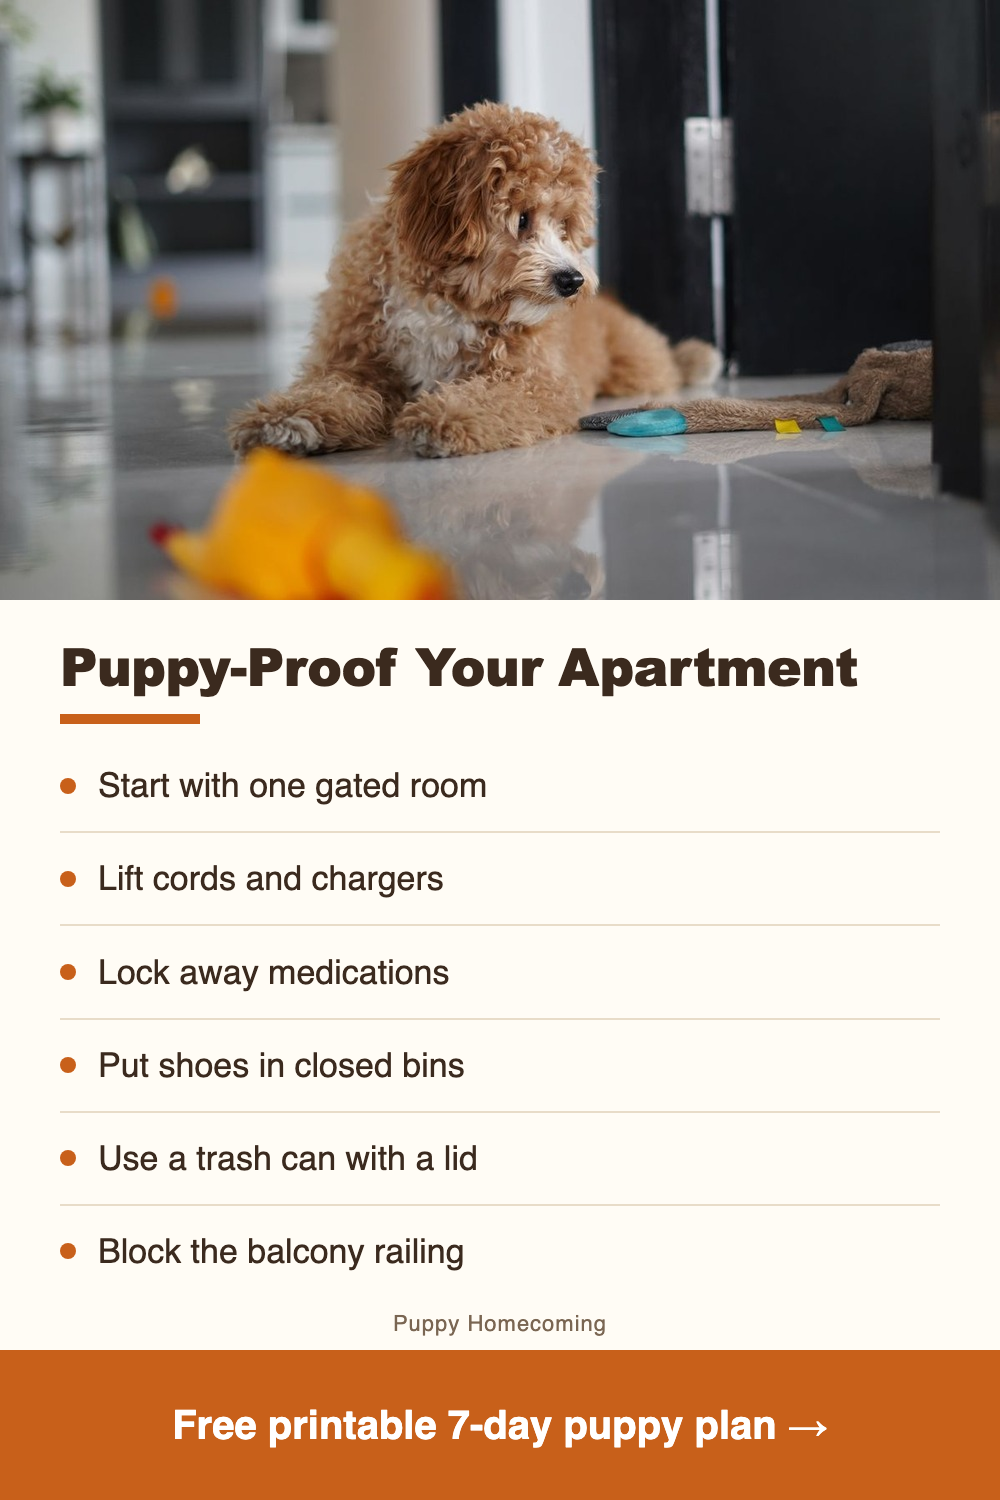 Puppy-Proof Your Apartment
Start with one gated room
Lift cords and chargers
Lock away medications
Put shoes in closed bins
Use a trash can with a lid
Block the balcony railing
Puppy Homecoming
Free printable 7-day puppy plan →